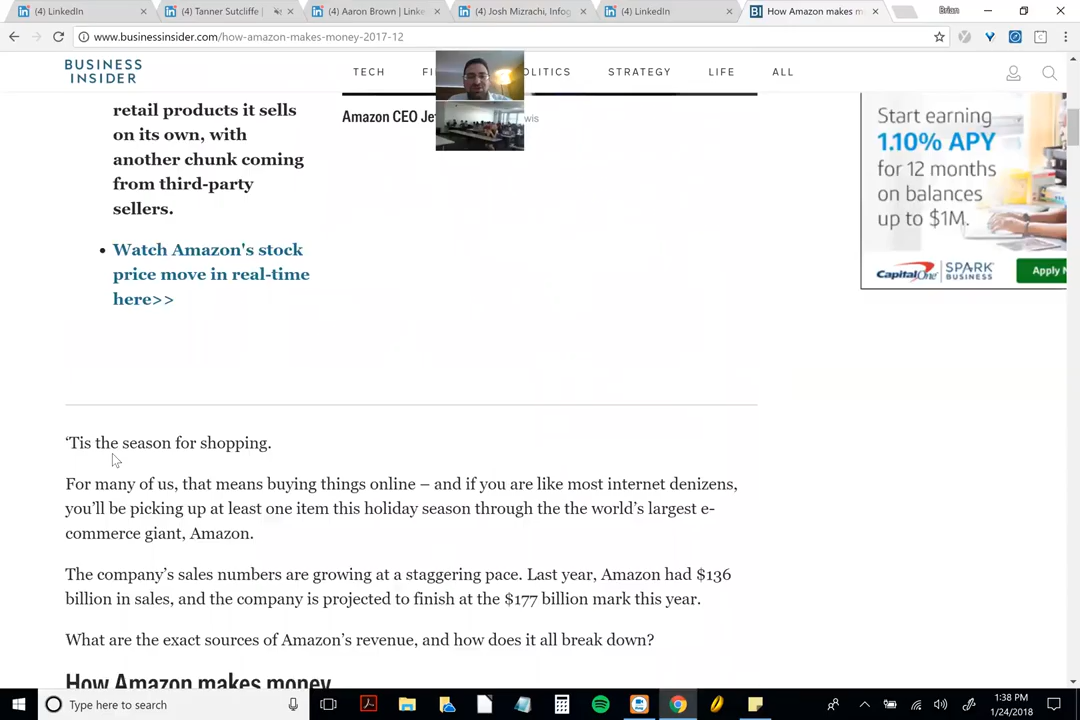 (4) LinkedIn
(4) Tanner Sutcliffe |
(4) Aaron Brown | Linke
(4) Josh Mizrachi, Infog
(4) LinkedIn
BI
How Amazon makes m
Brian
www.businessinsider.com/how-amazon-makes-money-2017-12
BUSINESS
INSIDER
TECH
FI
OLITICS
STRATEGY
LIFE
ALL
retail products it sells
on its own, with
another chunk coming
from third-party
sellers.
Amazon CEO Je
wis
• Watch Amazon's stock
price move in real-time
here>>
Start earning
1.10% APY
for 12 months
on balances
up to $1M.
Capital One
SPARK
BUSINESS
Apply N
‘Tis the season for shopping.
For many of us, that means buying things online – and if you are like most internet denizens,
you’ll be picking up at least one item this holiday season through the the world’s largest e-
commerce giant, Amazon.
The company’s sales numbers are growing at a staggering pace. Last year, Amazon had $136
billion in sales, and the company is projected to finish at the $177 billion mark this year.
What are the exact sources of Amazon’s revenue, and how does it all break down?
How Amazon makes money
Type here to search
1:38 PM
1/24/2018